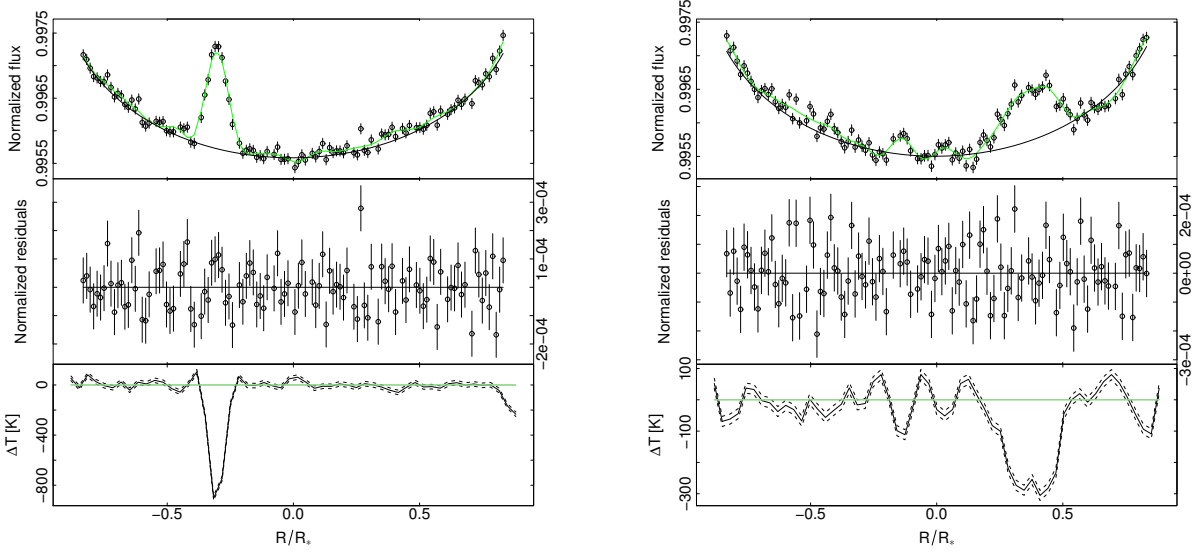 Normalized flux
0.9975
0.9965
0.9955
Normalized residuals
3e-04
1e-04
-2e-04
ΔT [K]
0
-400
-800
-0.5
0.0
0.5
R/R*
Normalized flux
0.9975
0.9965
0.9955
Normalized residuals
2e-04
0e+00
-3e-04
ΔT [K]
100
-100
-300
-0.5
0.0
0.5
R/R*